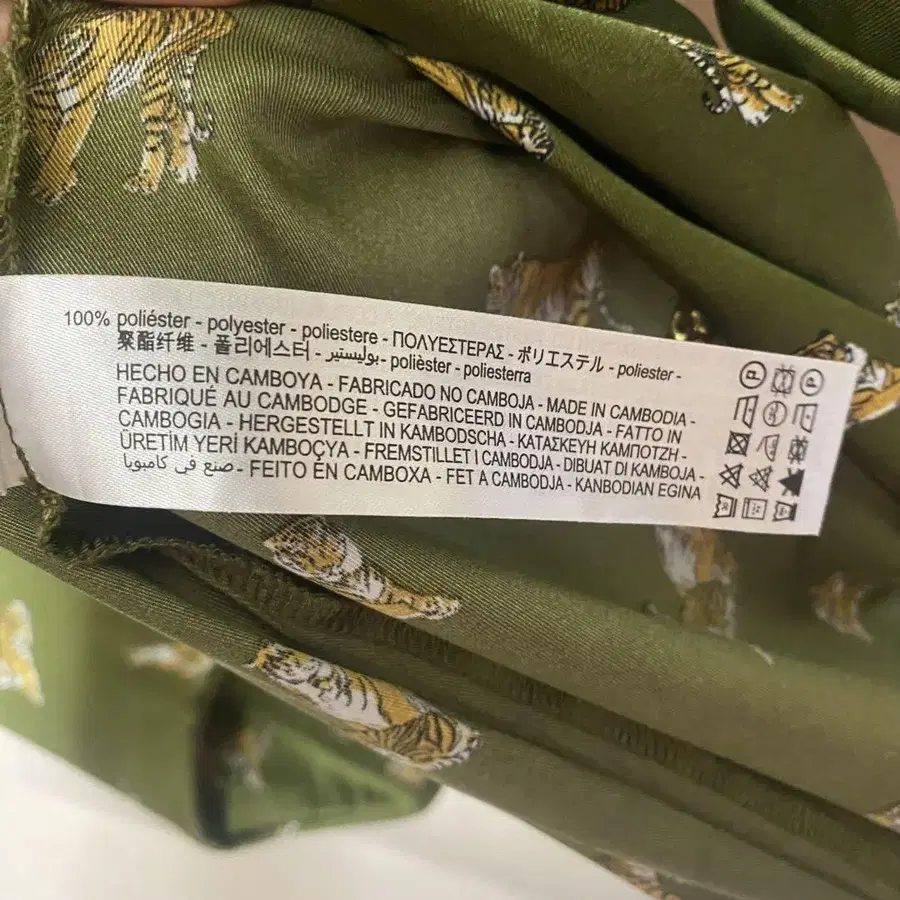 100% poliéster - polyester - poliestere - ΠΟΛΥΕΣΤΕΡΑΣ - ポリエステル - poliester -
聚酯纤维 - 폴리에스터 - بوليستير - polièster - poliesterra
HECHO EN CAMBOYA - FABRICADO NO CAMBOJA - MADE IN CAMBODIA -
FABRIQUÉ AU CAMBODGE - GEFABRICEERD IN CAMBODJA - FATTO IN
CAMBOGIA - HERGESTELLT IN KAMBODSCHA - ΚΑΤΑΣΚΕΥΗ ΚΑΜΠΟΤΖΗ -
ÜRETİM YERİ KAMBOÇYA - FREMSTILLET I CAMBODJA - DIBUAT DI KAMBOJA -
صنع في كامبويا - FEITO EN CAMBOXA - FET A CAMBODJA - KANBODIAN EGINA
P P